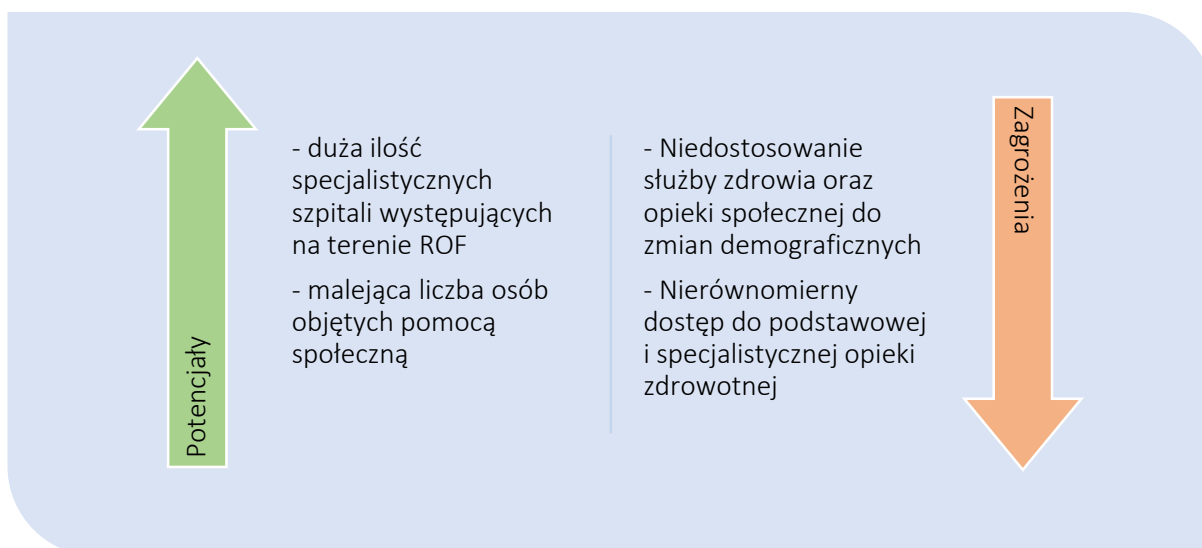 Potencjały
- duża ilość
specjalistycznych
szpitali występujących
na terenie ROF
- malejąca liczba osób
objętych pomocą
społeczną
- Niedostosowanie
służby zdrowia oraz
opieki społecznej do
zmian demograficznych
- Nierównomierny
dostęp do podstawowej
i specjalistycznej opieki
zdrowotnej
Zagrożenia